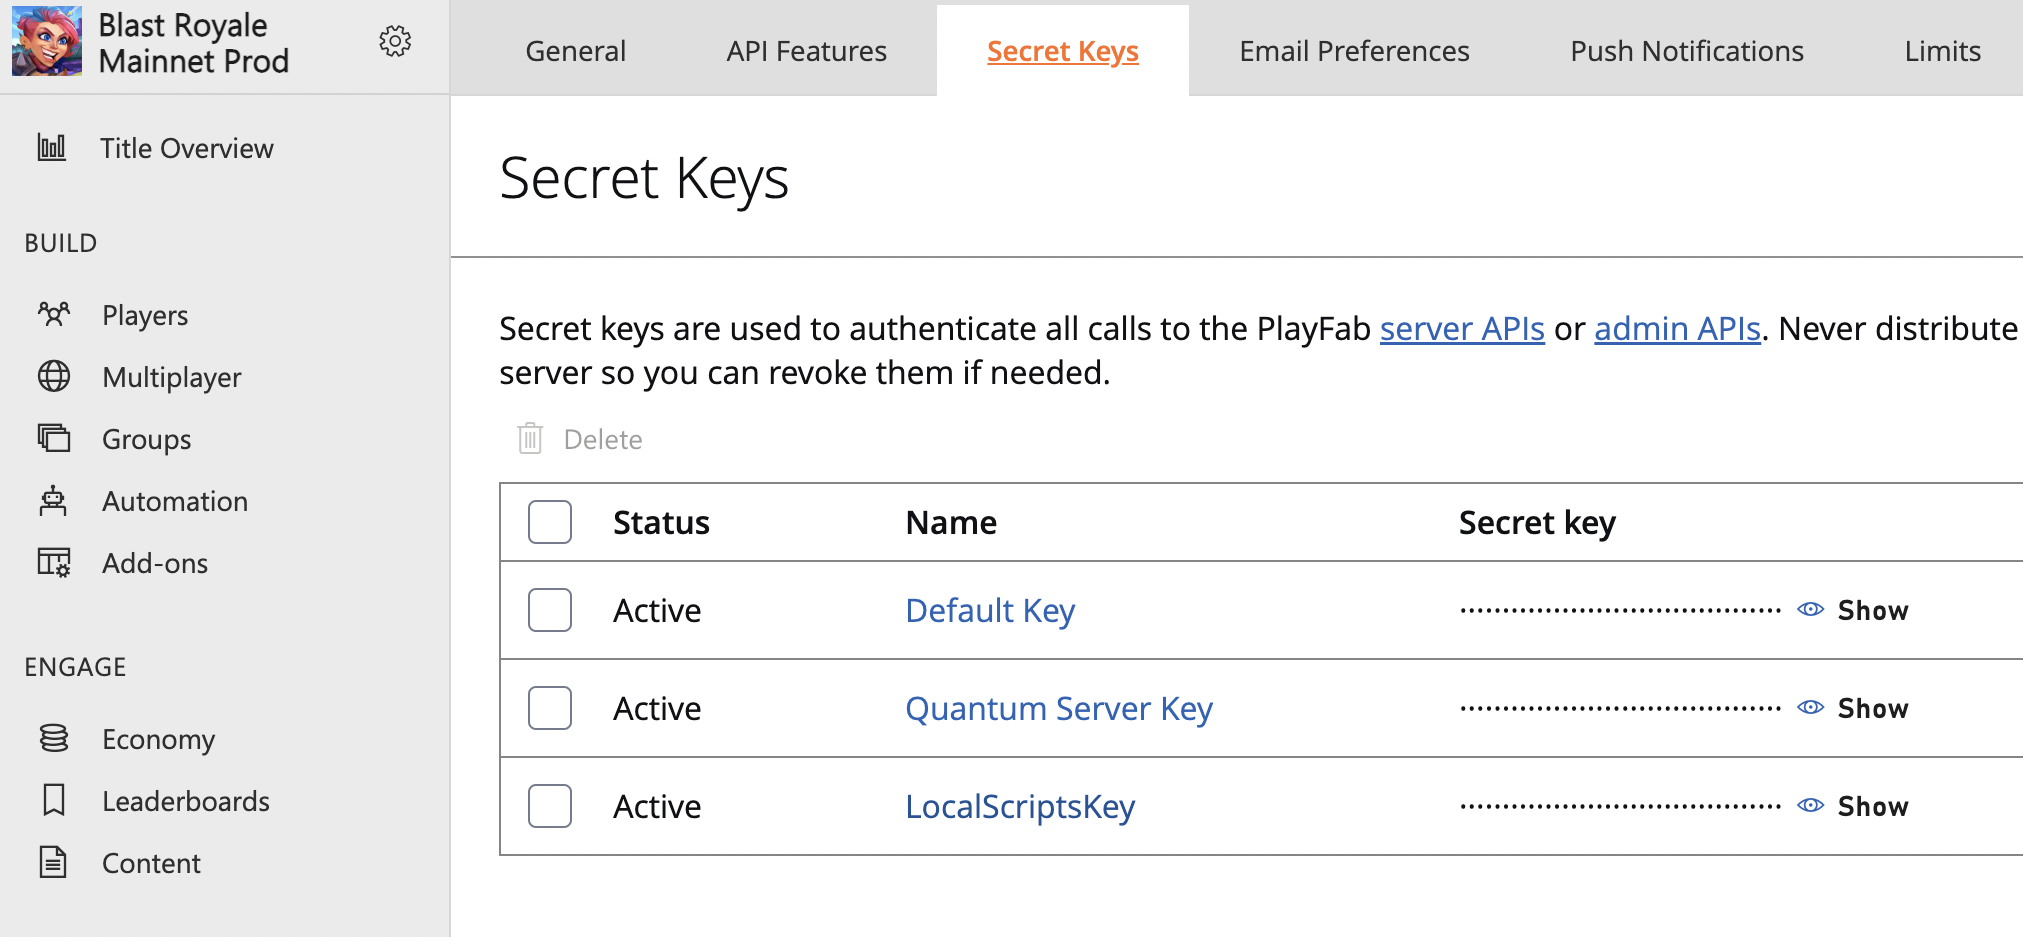 Blast Royale
Mainnet Prod
General API Features Secret Keys Email Preferences Push Notifications Limits
Title Overview
Secret Keys
BUILD
Players
Multiplayer
Groups
Automation
Add-ons
ENGAGE
Economy
Leaderboards
Content
Secret keys are used to authenticate all calls to the PlayFab server APIs or admin APIs. Never distribute
server so you can revoke them if needed.
Delete
Status Name Secret key
Active Default Key Show
Active Quantum Server Key Show
Active LocalScriptsKey Show